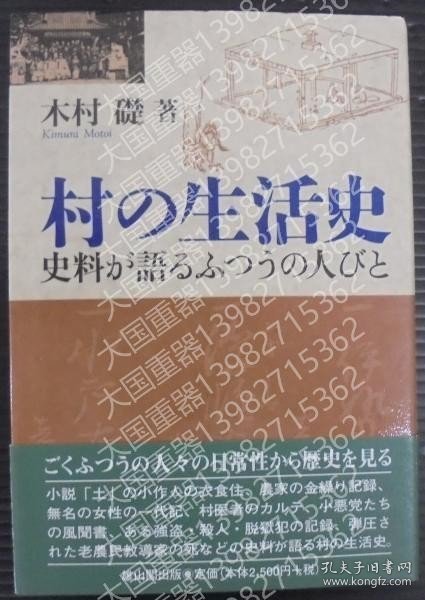 木村 礎 著
Kimura Motoi
村の生活史
史料が語るふつうの人びと
ごくふつうの人々の日常性から歴史を見る
小説「土」の小作人の衣食住、農家の金繰り記録、
無名の女性の一代記、村医者のカルテ、小悪党たち
の風聞書、ある強盗・殺人・脱獄犯の記録、弾圧さ
れた老農民教導家の死などの史料が語る村の生活史。
雄山閣出版●定価(本体2,500円+税)
大国重器13982715362
孔夫子旧书网
kongfz.com